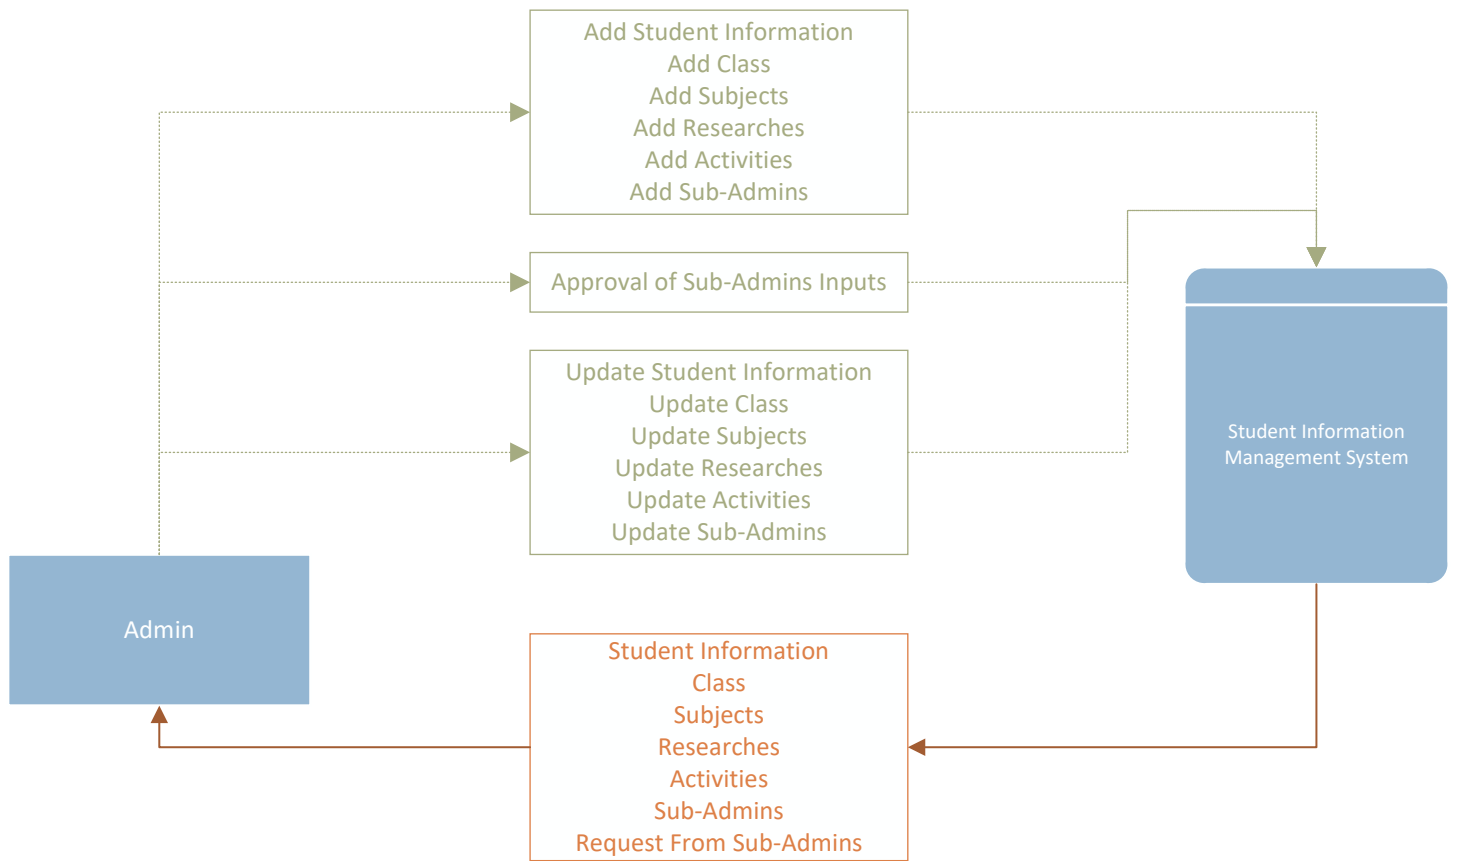 Add Student Information
Add Class
Add Subjects
Add Researches
Add Activities
Add Sub-Admins
Approval of Sub-Admins Inputs
Update Student Information
Update Class
Update Subjects
Update Researches
Update Activities
Update Sub-Admins
Student Information
Management System
Admin
Student Information
Class
Subjects
Researches
Activities
Sub-Admins
Request From Sub-Admins